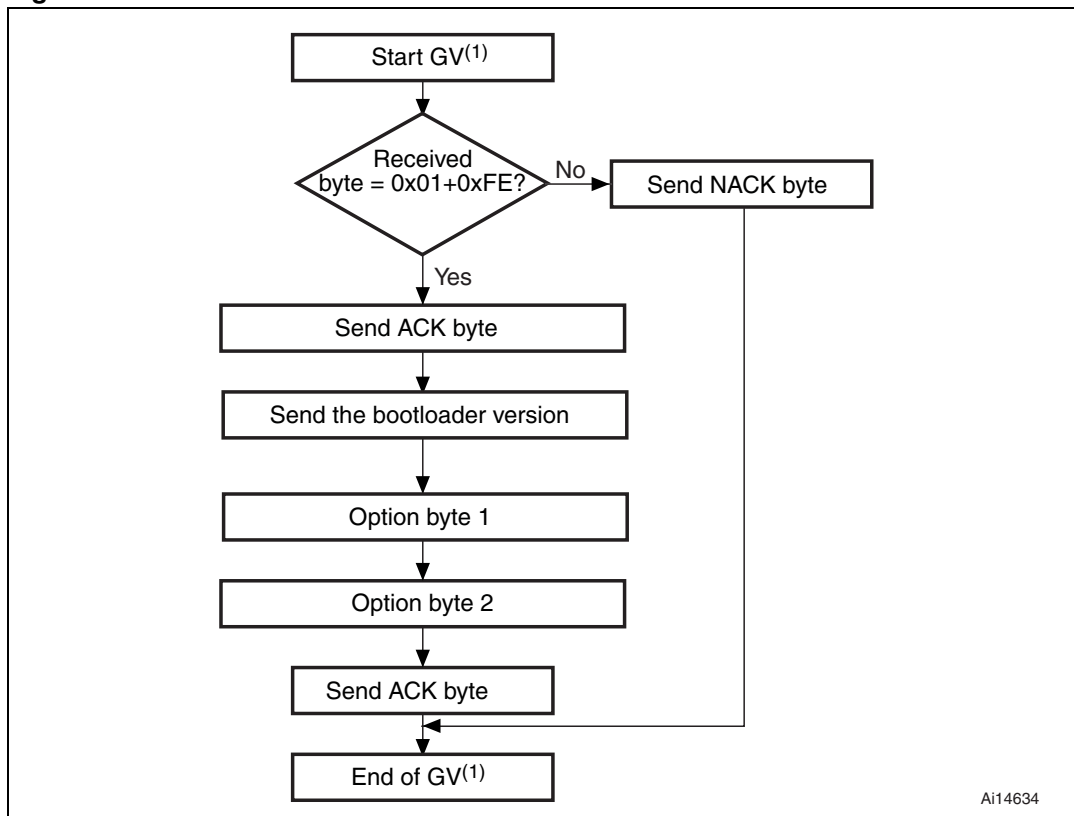 Start GV(1)
Received
byte = 0x01+0xFE?
No
Send NACK byte
Yes
Send ACK byte
Send the bootloader version
Option byte 1
Option byte 2
Send ACK byte
End of GV(1)
Ai14634